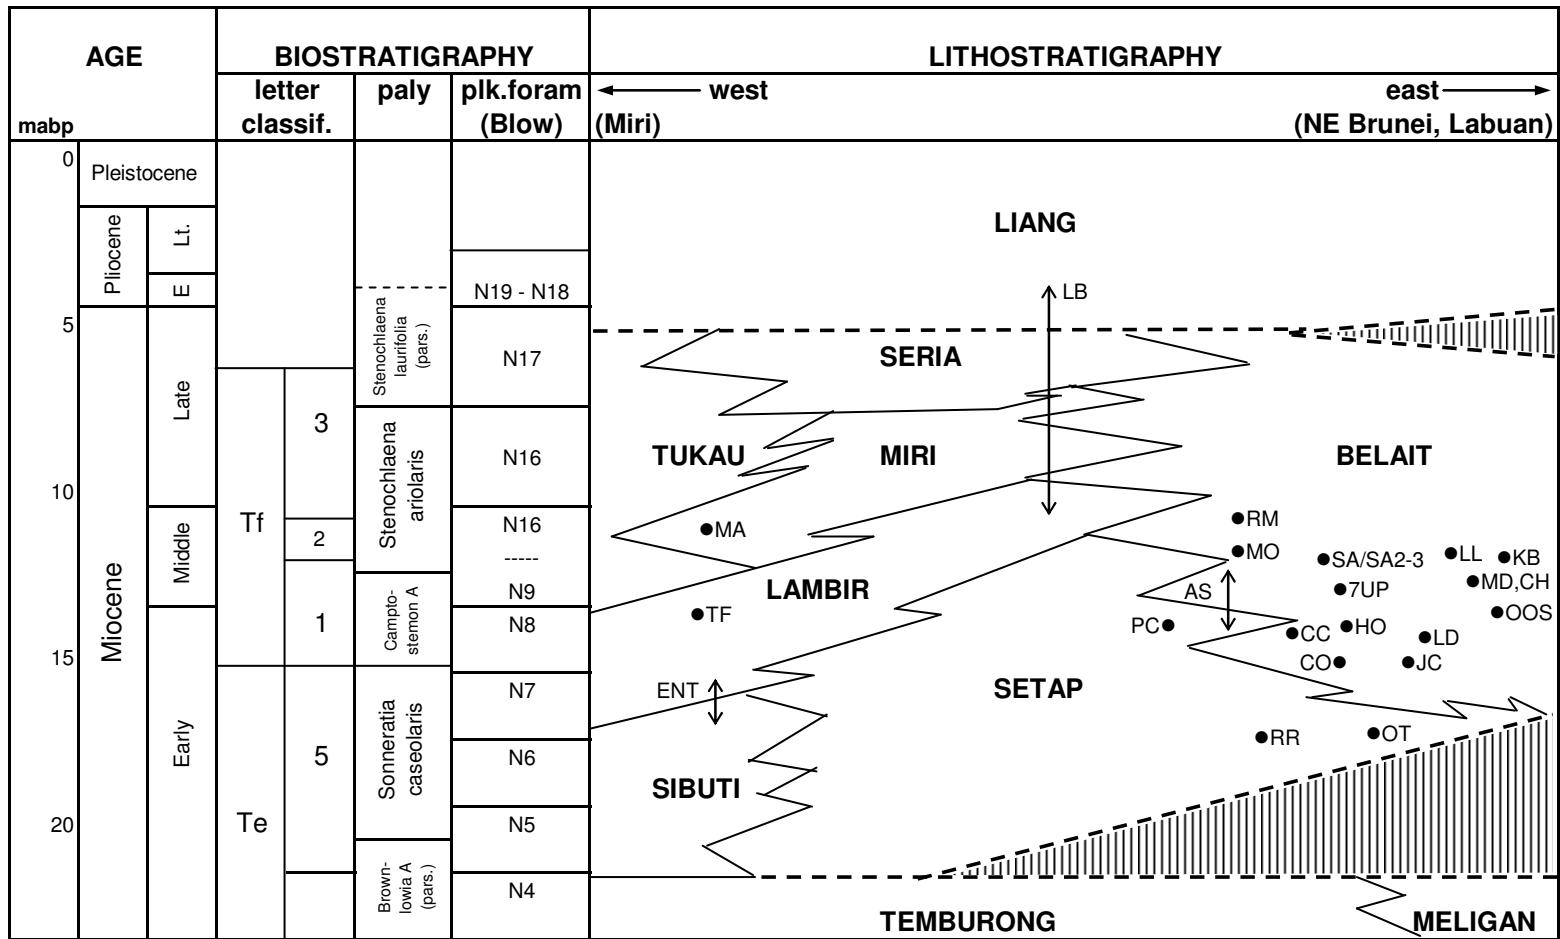 AGE
BIOSTRATIGRAPHY
LITHOSTRATIGRAPHY
letter
classif.
paly
plk.foram
(Blow)
west
(Miri)
east
(NE Brunei, Labuan)
mabp
0
5
10
15
20
Pleistocene
Pliocene
Lt.
E
Miocene
Late
Middle
Early
Tf
Te
3
2
1
5
Stenochlaena
laurifolia
(pars.)
Stenochlaena
ariolaris
Campto-
stemon A
Sonneratia
caseolaris
Brown-
lowia A
(pars.)
N19 - N18
N17
N16
N16
-----
N9
N8
N7
N6
N5
N4
LIANG
LB
SERIA
TUKAU
MIRI
BELAIT
MA
RM
MO
SA/SA2-3
LL
KB
LAMBIR
AS
7UP
MD,CH
TF
PC
CC
HO
LD
OOS
CO
JC
ENT
SETAP
RR
OT
SIBUTI
TEMBURONG
MELIGAN